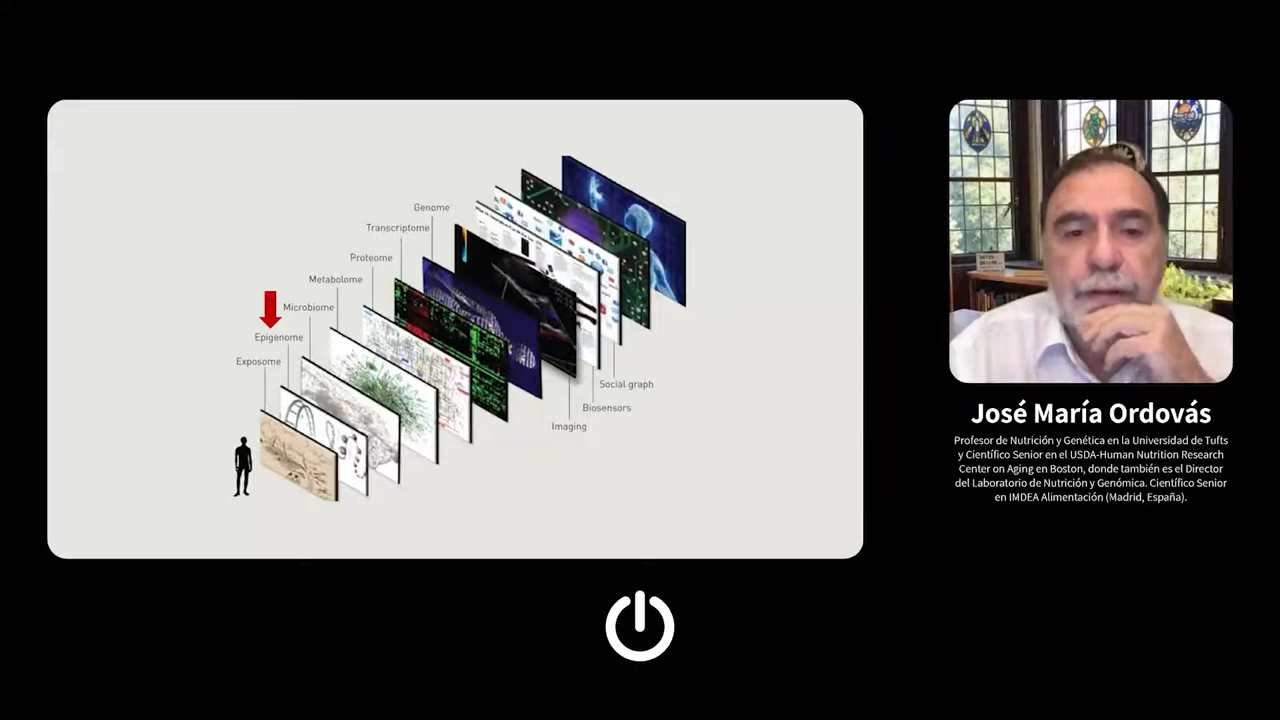 Genome
Transcriptome
Proteome
Metabolome
Microbiome
Epigenome
Exposome
Social graph
Biosensors
Imaging
José María Ordovás
Profesor de Nutrición y Genética en la Universidad de Tufts
y Científico Senior en el USDA-Human Nutrition Research
Center on Aging en Boston, donde también es el Director
del Laboratorio de Nutrición y Genómica. Científico Senior
en IMDEA Alimentación (Madrid, España).